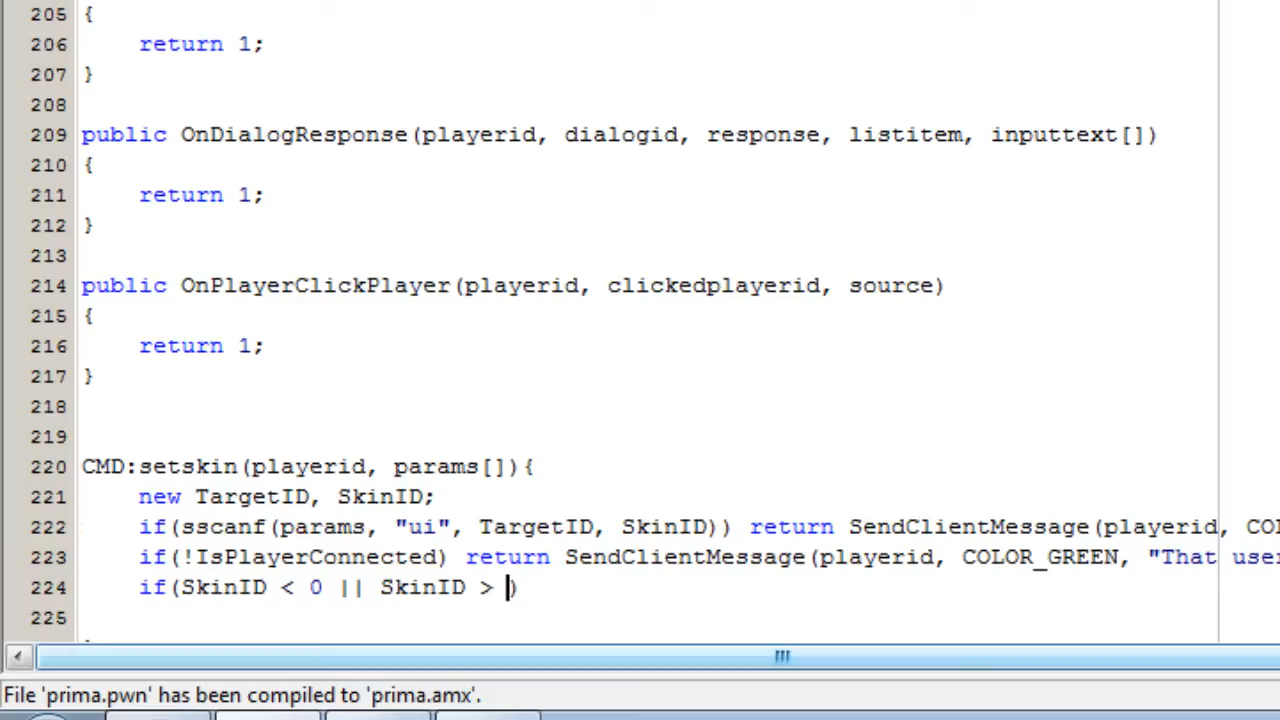 205 {
206 return 1;
207 }
208
209 public OnDialogResponse(playerid, dialogid, response, listitem, inputtext[])
210 {
211 return 1;
212 }
213
214 public OnPlayerClickPlayer(playerid, clickedplayerid, source)
215 {
216 return 1;
217 }
218
219
220 CMD:setskin(playerid, params[]){
221 new TargetID, SkinID;
222 if(sscanf(params, "ui", TargetID, SkinID)) return SendClientMessage(playerid, CO
223 if(!IsPlayerConnected) return SendClientMessage(playerid, COLOR_GREEN, "That user
224 if(SkinID < 0 || SkinID > )
225
File 'prima.pwn' has been compiled to 'prima.amx'.